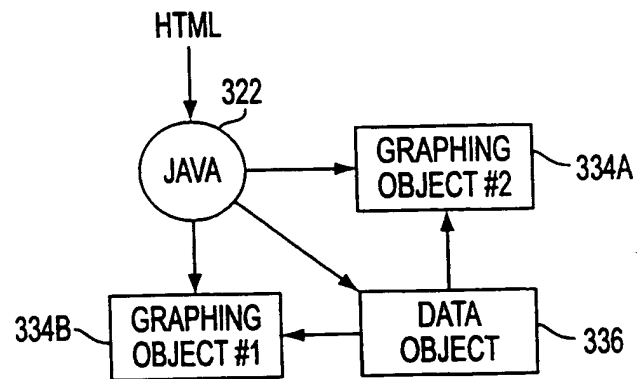 HTML
322
JAVA
GRAPHING
OBJECT #2
334A
334B
GRAPHING
OBJECT #1
DATA
OBJECT
336